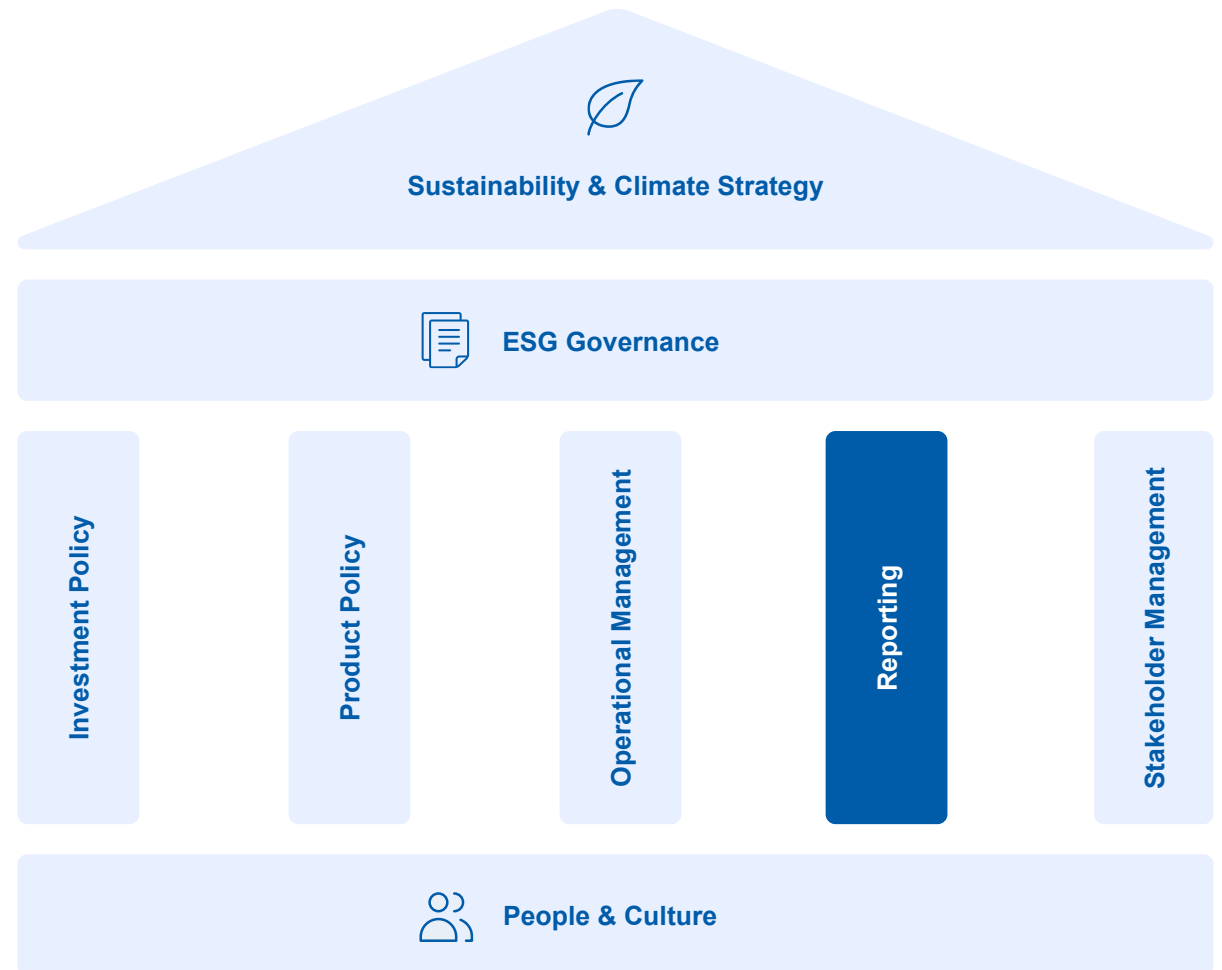 Sustainability & Climate Strategy
ESG Governance
Investment Policy
Product Policy
Operational Management
Reporting
Stakeholder Management
People & Culture